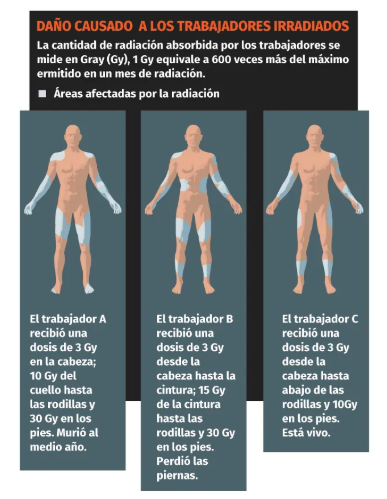 DAÑO CAUSADO A LOS TRABAJADORES IRRADIADOS
La cantidad de radiación absorbida por los trabajadores se
mide en Gray (Gy), 1 Gy equivale a 600 veces más del máximo
ermitido en un mes de radiación.
Áreas afectadas por la radiación
El trabajador A
recibió una
dosis de 3 Gy
en la cabeza;
10 Gy del
cuello hasta
las rodillas y
30 Gy en los
pies. Murió al
medio año.
El trabajador B
recibió una
dosis de 3 Gy
desde la
cabeza hasta la
cintura; 15 Gy
de la cintura
hasta las
rodillas y 30 Gy
en los pies.
Perdió las
piernas.
El trabajador C
recibió una
dosis de 3 Gy
desde la
cabeza hasta
abajo de las
rodillas y 10Gy
en los pies.
Está vivo.